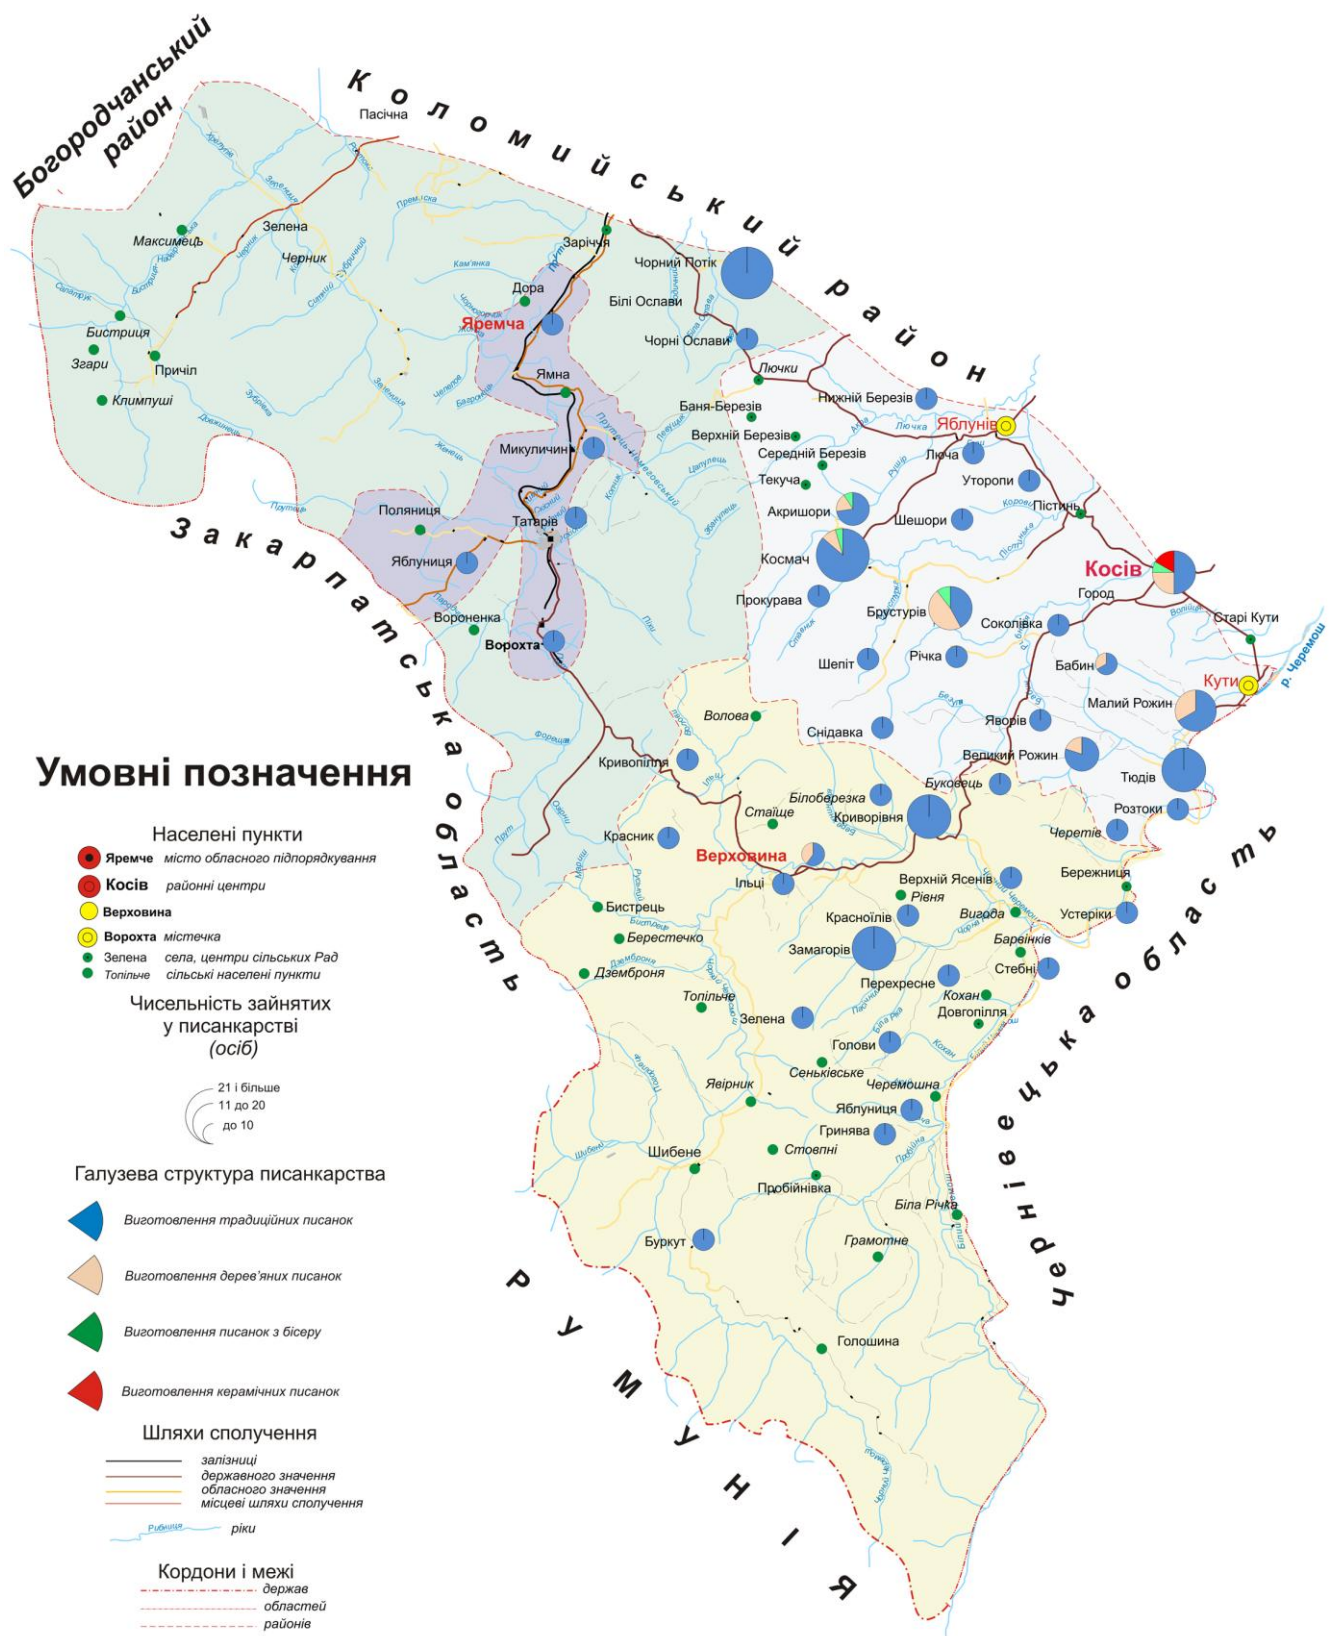 Богородчанський
район
Коломийський район
Пасічна
Зелена
Максимець
Черник
Заріччя
Чорний Потік
Кам'янка
Прут
Дора
Білі Ослави
Яремча
Чорні Ослави
Бистриця
Згари
Причіл
Климпуші
Ямна
Лючки
Нижній Березів
Баня-Березів
Лючка
Яблунів
Верхній Березів
Микуличин
Середній Березів
Люча
Текуча
Уторопи
Поляниця
Татарів
Акришори
Шешори
Пістинь
Яблуниця
Космач
Косів
Прокурава
Брустурів
Город
Вороненка
Соколівка
Старі Кути
Ворохта
Шепіт
Річка
Бабин
Кути
р. Черемош
Малий Рожин
Волова
Снідавка
Яворів
Закарпатська область
Кривопілля
Великий Рожин
Тюдів
Буковець
Білоберезка
Стаїще
Криворівня
Розтоки
Красник
Черетів
Верховина
Ільці
Верхній Ясенів
Бережниця
Рівня
Бистрець
Красноїлів
Вигода
Устеріки
Берестечко
Замагорів
Барвінків
Стебні
Дземброня
Перехресне
Топільче
Кохан
Зелена
Довгопілля
Голови
Сеньківське
Явірник
Черемошна
Яблуниця
Гринява
Шибене
Стовпні
Пробійнівка
Біла Річка
Буркут
Грамотне
Голошина
Чернівецька область
РУМУНІЯ
Умовні позначення
Населені пункти
Яремче місто обласного підпорядкування
Косів районні центри
Верховина
Ворохта містечка
Зелена села, центри сільських Рад
Топільче сільські населені пункти
Чисельність зайнятих
у писанкарстві
(осіб)
21 і більше
11 до 20
до 10
Галузева структура писанкарства
Виготовлення традиційних писанок
Виготовлення дерев'яних писанок
Виготовлення писанок з бісеру
Виготовлення керамічних писанок
Шляхи сполучення
залізниці
державного значення
обласного значення
місцеві шляхи сполучення
Рибниця ріки
Кордони і межі
держав
областей
районів